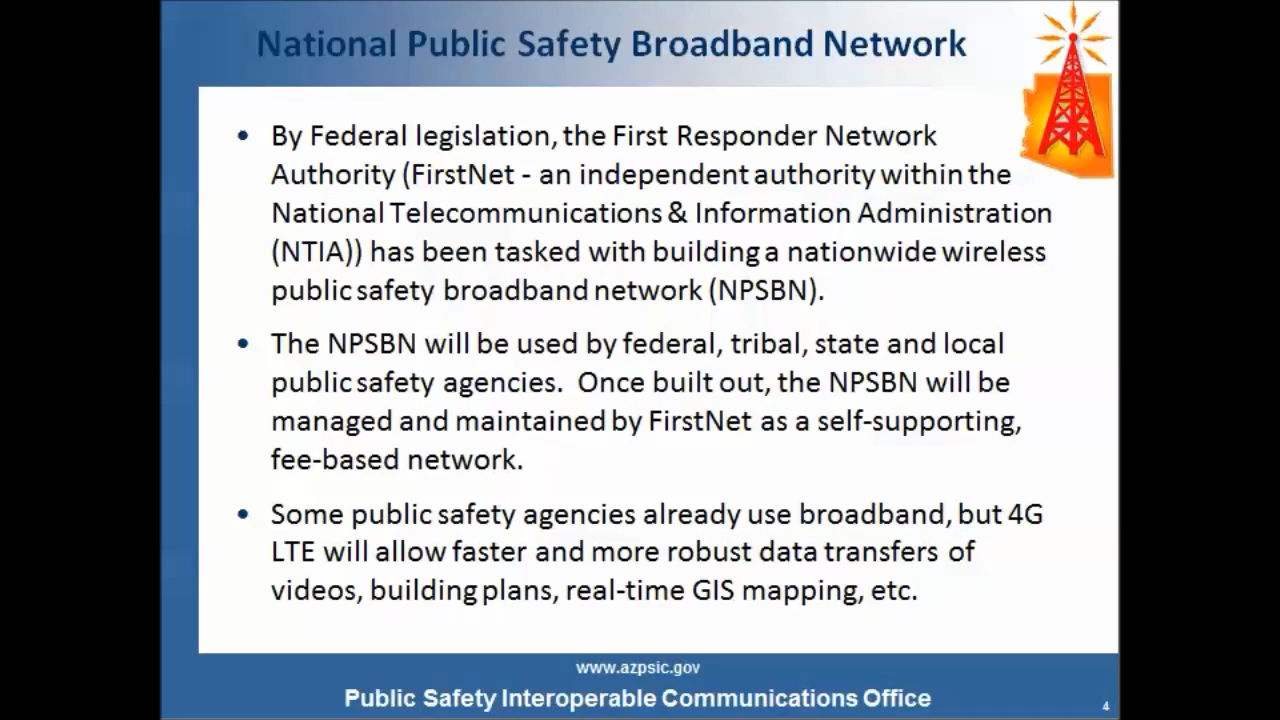 National Public Safety Broadband Network
• By Federal legislation, the First Responder Network
Authority (FirstNet - an independent authority within the
National Telecommunications & Information Administration
(NTIA)) has been tasked with building a nationwide wireless
public safety broadband network (NPSBN).
• The NPSBN will be used by federal, tribal, state and local
public safety agencies.  Once built out, the NPSBN will be
managed and maintained by FirstNet as a self-supporting,
fee-based network.
• Some public safety agencies already use broadband, but 4G
LTE will allow faster and more robust data transfers of
videos, building plans, real-time GIS mapping, etc.
www.azpsic.gov
Public Safety Interoperable Communications Office
4